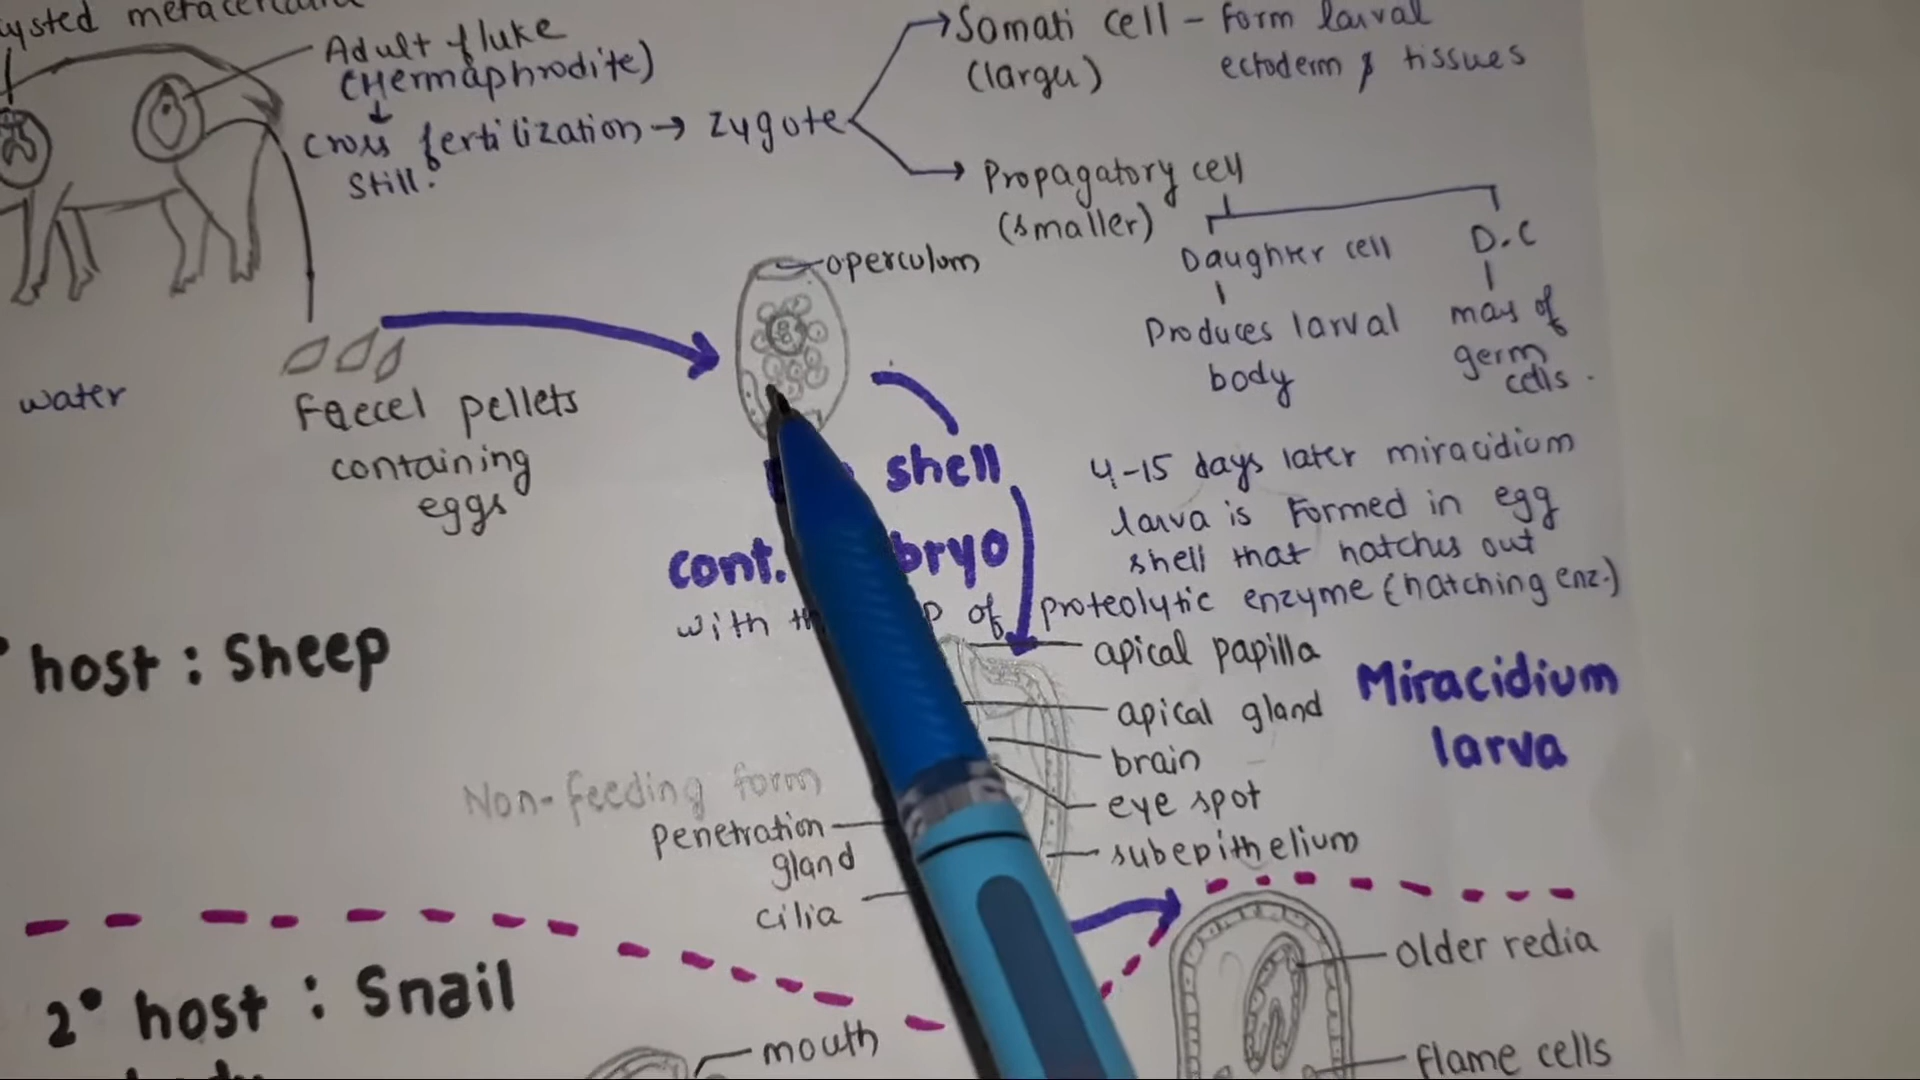 metacercaria
Adult fluke
(Hermaphrodite)
Cross fertilization → zygote
still.
Somati cell - Form larval
(largu)
ectoderm & tissues
Propagatory cell
(smaller)
Daughter cell
D.C
Produces larval
body
mass of
germ
cells.
operculum
water
Faecel pellets
containing
eggs
shell
cont.
4-15 days later miracidium
larva is Formed in egg
shell that hatches out
with
of proteolytic enzyme (hatching enz.)
host : Sheep
apical papilla
apical gland
brain
eye spot
subepithelium
Miracidium
larva
Non-feeding form
Penetration
gland
cilia
2° host : Snail
mouth
older redia
flame cells